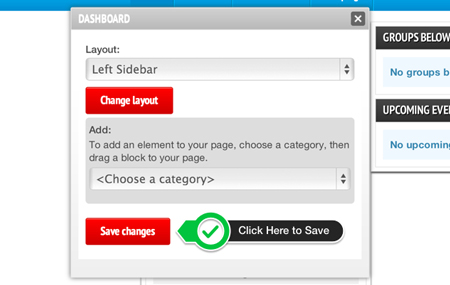 DASHBOARD
Layout:
Left Sidebar
Change layout
Add:
To add an element to your page, choose a category, then
drag a block to your page.
<Choose a category>
Save changes
Click Here to Save
GROUPS BELOW
No groups b
UPCOMING EVE
No upcoming